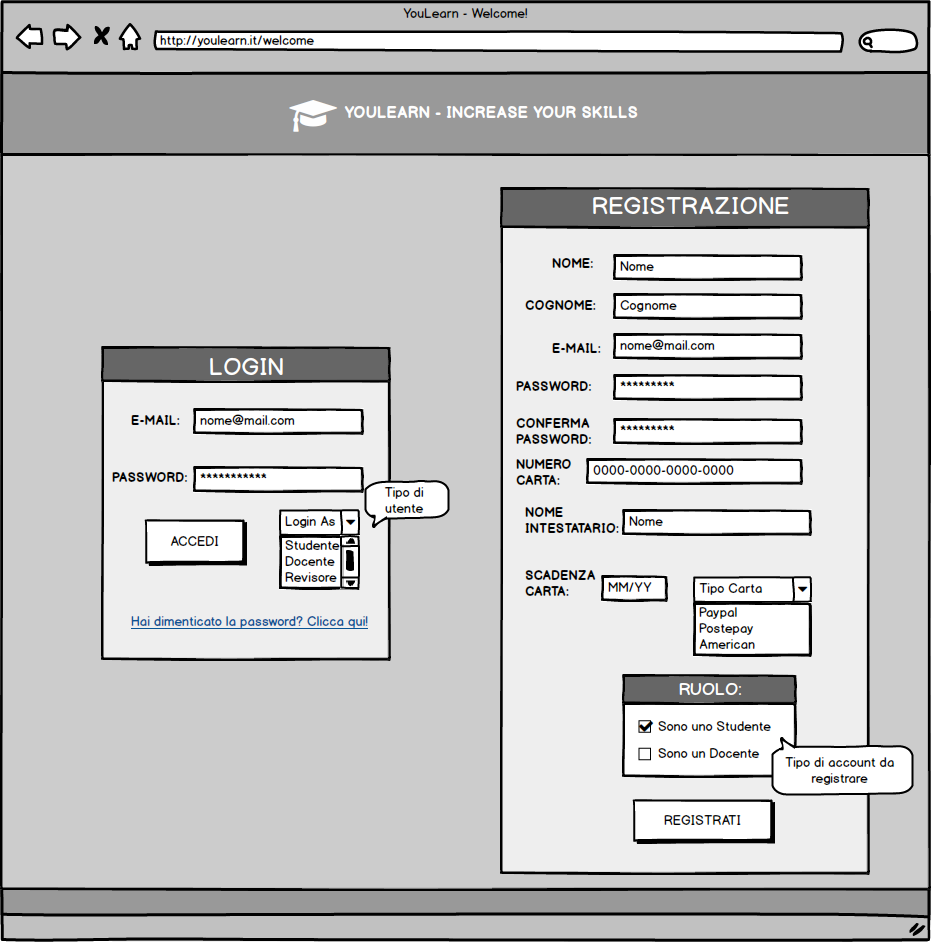 YouLearn - Welcome!
http://youlearn.it/welcome
YOULEARN - INCREASE YOUR SKILLS
LOGIN
E-MAIL: nome@mail.com
PASSWORD: ***********
Tipo di
utente
ACCEDI
Login As
Studente
Docente
Revisore
Hai dimenticato la password? Clicca qui!
REGISTRAZIONE
NOME: Nome
COGNOME: Cognome
E-MAIL: nome@mail.com
PASSWORD: *********
CONFERMA
PASSWORD: *********
NUMERO
CARTA: 0000-0000-0000-0000
NOME
INTESTATARIO: Nome
SCADENZA
CARTA: MM/YY
Tipo Carta
Paypal
Postepay
American
RUOLO:
Sono uno Studente
Sono un Docente
Tipo di account da
registrare
REGISTRATI